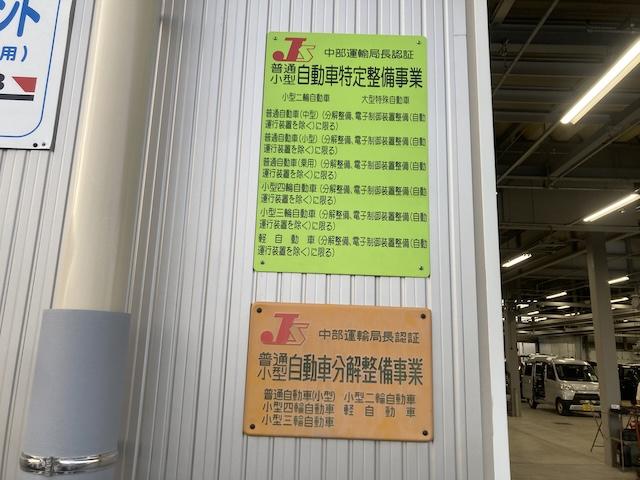 ント
用)
JS 中部運輸局長認証
普通
小型 自動車特定整備事業
小型二輪自動車 大型特殊自動車
普通自動車(中型)(分解整備、電子制御装置整備(自動
運行装置を除く)に限る)
普通自動車(小型)(分解整備、電子制御装置整備(自動
運行装置を除く)に限る)
普通自動車(乗用)(分解整備、電子制御装置整備(自動
運行装置を除く)に限る)
小型四輪自動車(分解整備、電子制御装置整備(自動
運行装置を除く)に限る)
小型三輪自動車(分解整備、電子制御装置整備(自動
運行装置を除く)に限る)
軽自動車(分解整備、電子制御装置整備(自動
運行装置を除く)に限る)
JS 中部運輸局長認証
普通
小型 自動車分解整備事業
普通自動車(小型) 小型二輪自動車
小型四輪自動車 軽自動車
小型三輪自動車